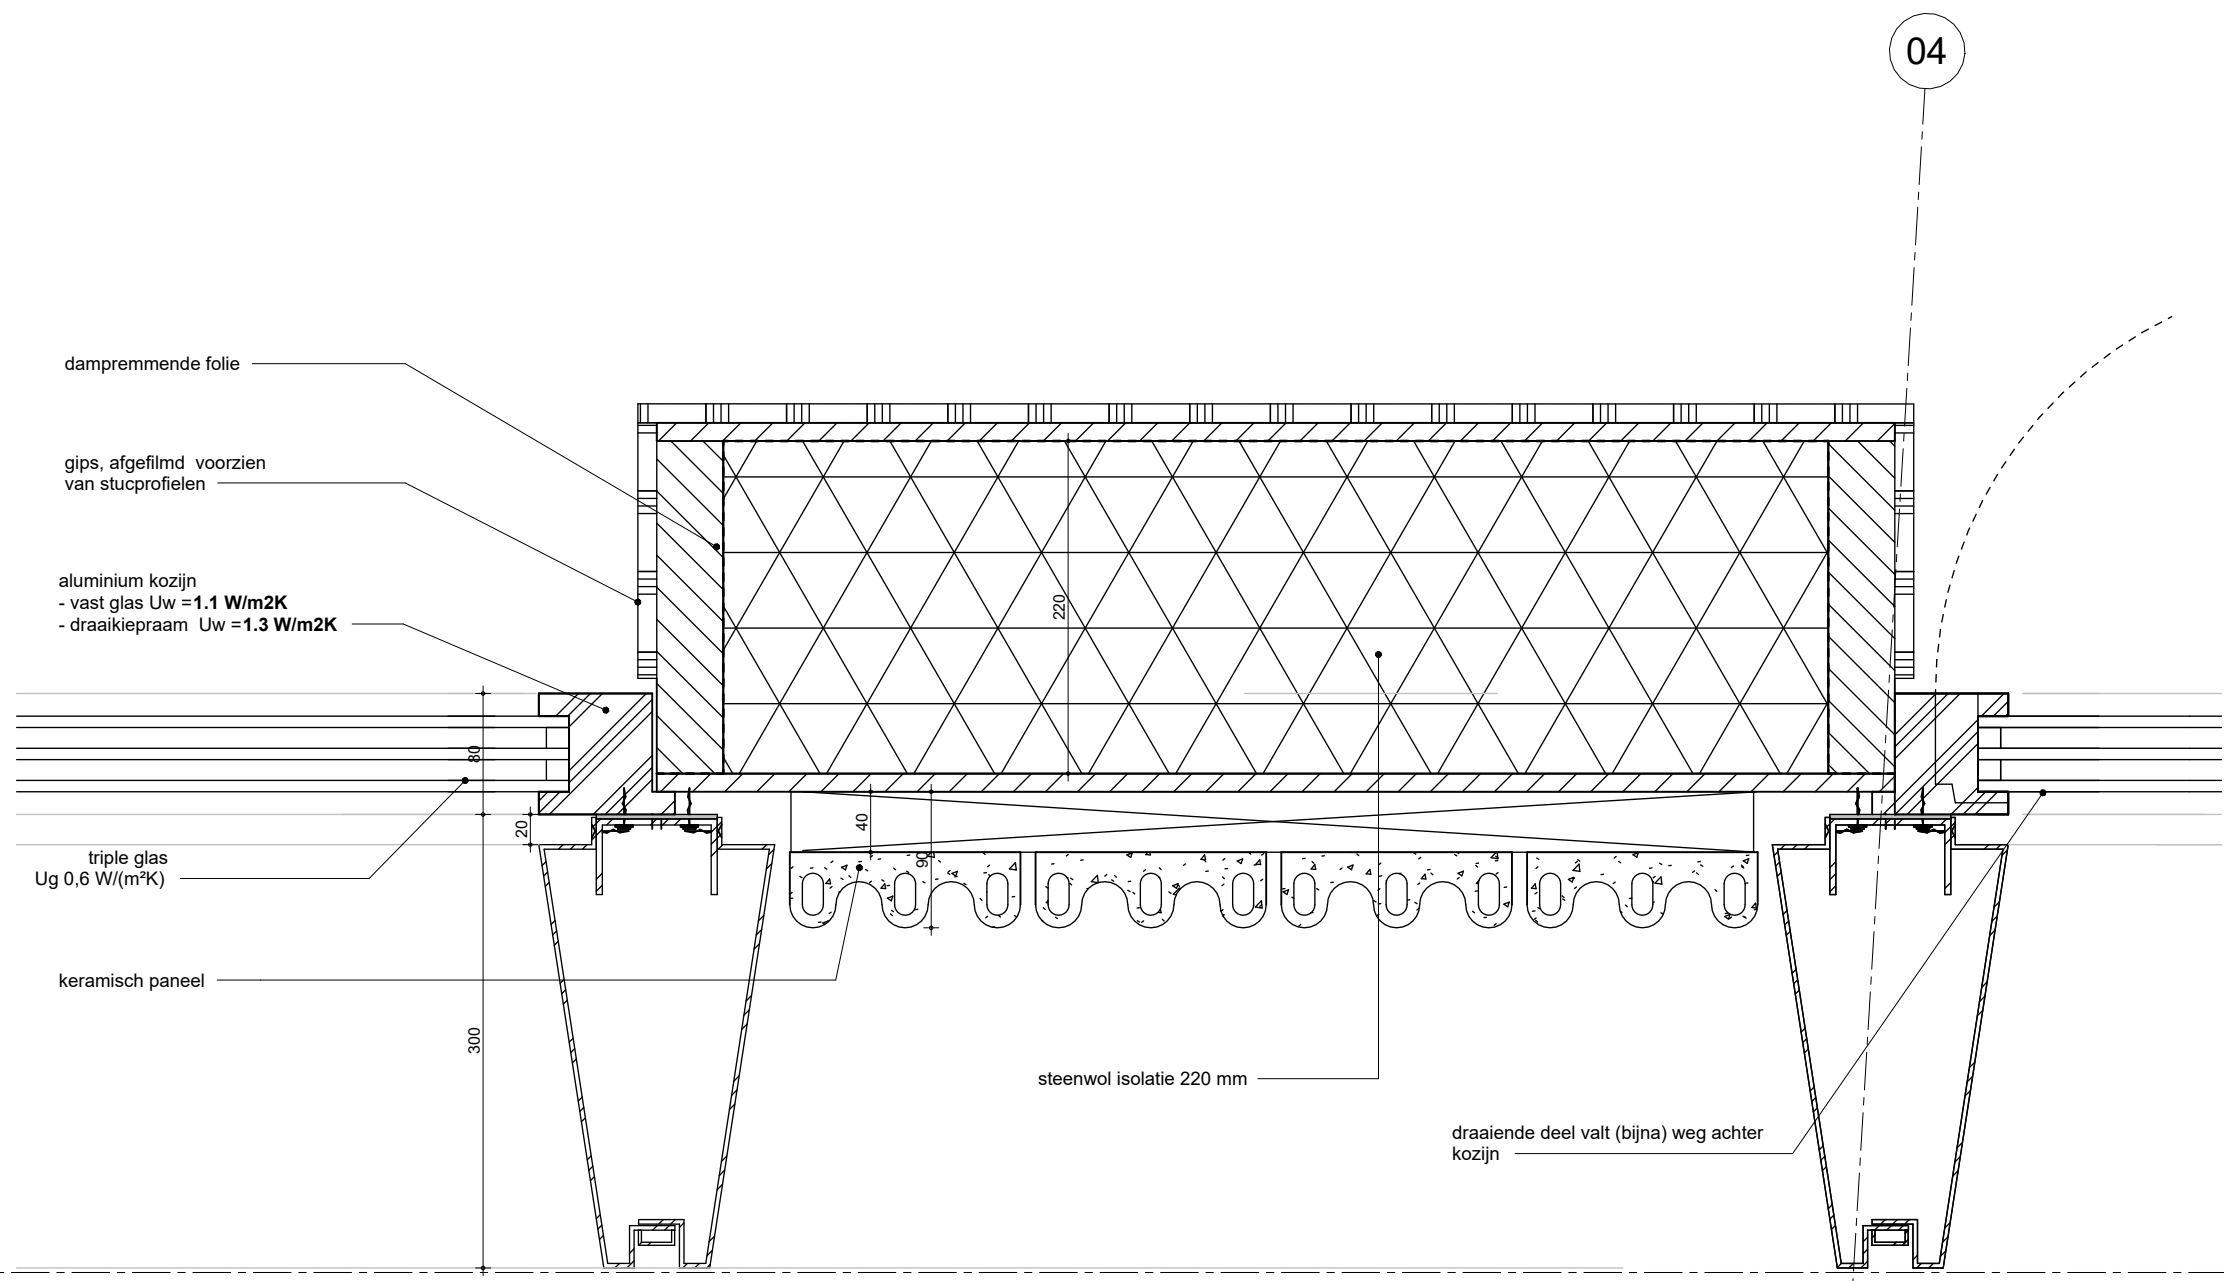 04
dampremmende folie
gips, afgefilmd voorzien
van stucprofielen
aluminium kozijn
- vast glas Uw =1.1 W/m2K
- draaikiepraam Uw =1.3 W/m2K
220
80
20
40
90
triple glas
Ug 0,6 W/(m²K)
keramisch paneel
300
steenwol isolatie 220 mm
draaiende deel valt (bijna) weg achter
kozijn